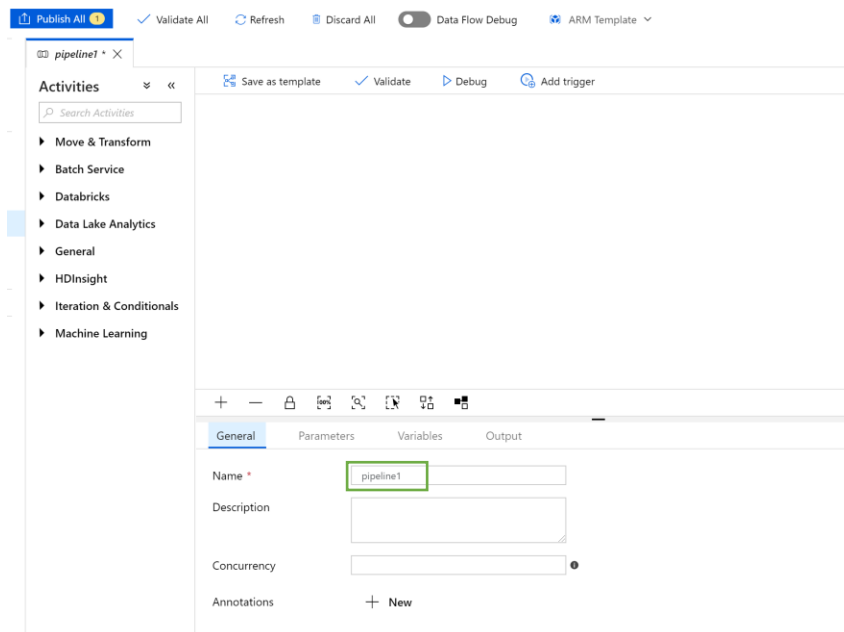 Publish All 1 Validate All Refresh Discard All Data Flow Debug ARM Template
pipeline1 *
Activities
Search Activities
Move & Transform
Batch Service
Databricks
Data Lake Analytics
General
HDInsight
Iteration & Conditionals
Machine Learning
Save as template Validate Debug Add trigger
100%
General Parameters Variables Output
Name * pipeline1
Description
Concurrency
Annotations New